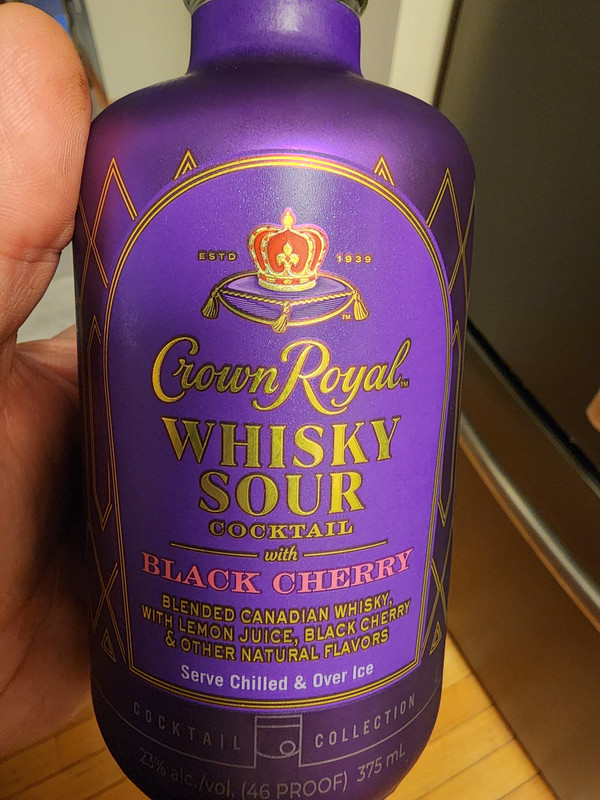 ESTD 1939
TM
Crown Royal TM
WHISKY
SOUR
COCKTAIL
with
BLACK CHERRY
BLENDED CANADIAN WHISKY,
WITH LEMON JUICE, BLACK CHERRY
& OTHER NATURAL FLAVORS
Serve Chilled & Over Ice
COCKTAIL COLLECTION
23% alc./vol. (46 PROOF) 375 mL